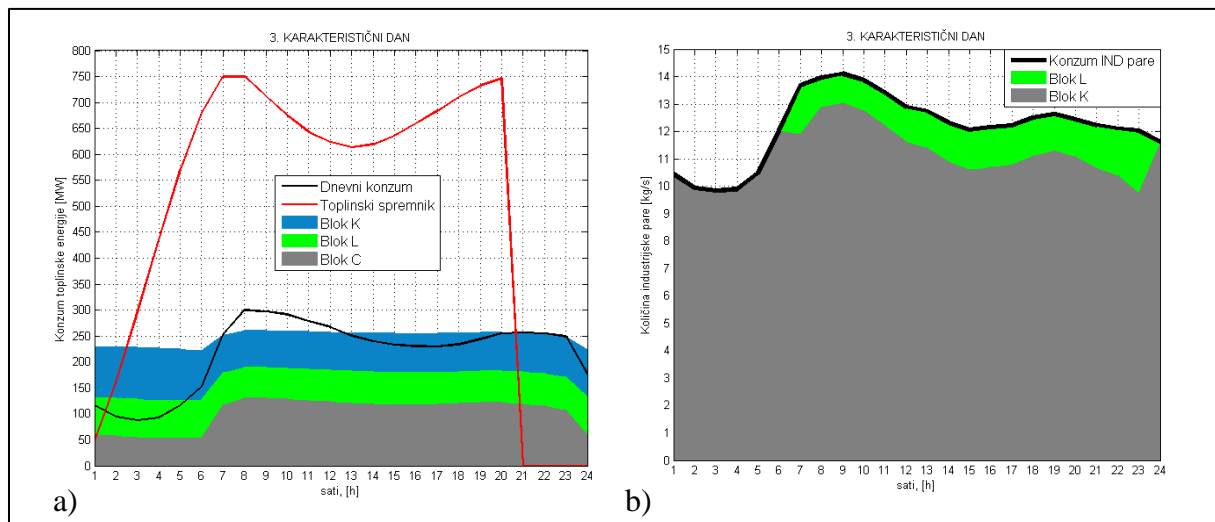 3. KARAKTERISTIČNI DAN
Konzum toplinske energije [MW]
800
750
700
650
600
550
500
450
400
350
300
250
200
150
100
50
0
Dnevni konzum
Toplinski spremnik
Blok K
Blok L
Blok C
1 2 3 4 5 6 7 8 9 10 11 12 13 14 15 16 17 18 19 20 21 22 23 24
sati, [h]
a)
3. KARAKTERISTIČNI DAN
Količina industrijske pare [kg/s]
15
14
13
12
11
10
9
8
7
6
5
4
3
2
1
0
Konzum IND pare
Blok L
Blok K
1 2 3 4 5 6 7 8 9 10 11 12 13 14 15 16 17 18 19 20 21 22 23 24
sati, [h]
b)